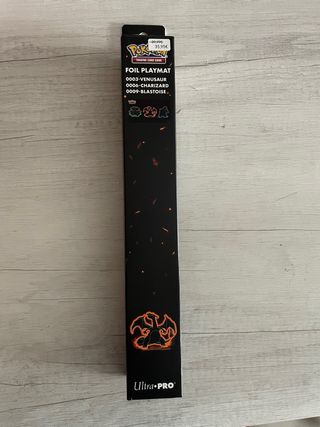 Pokémon
TRADING CARD GAME
35,95€
FOIL PLAYMAT
0003-VENUSAUR
0006-CHARIZARD
0009-BLASTOISE
Ultra•PRO